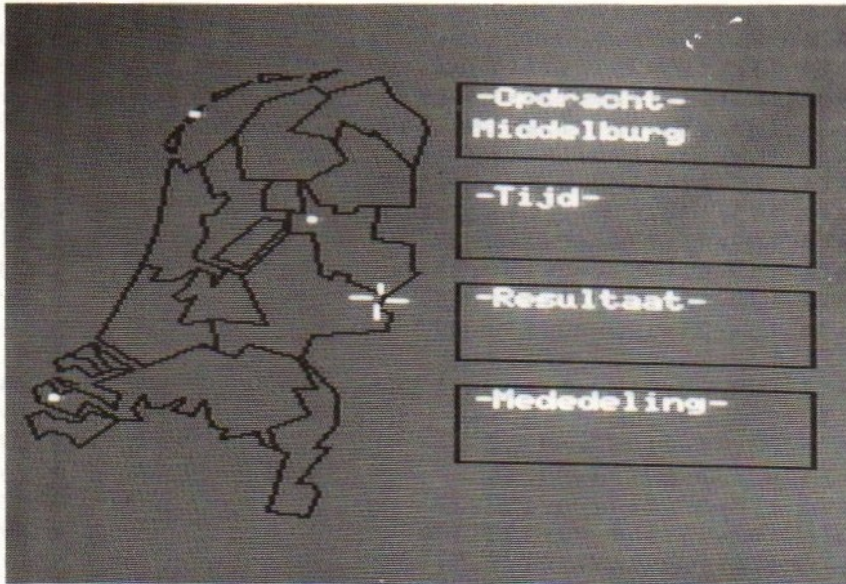 -Opdracht-
Middelburg
-Tijd-
-Resultaat-
-Mededeling-